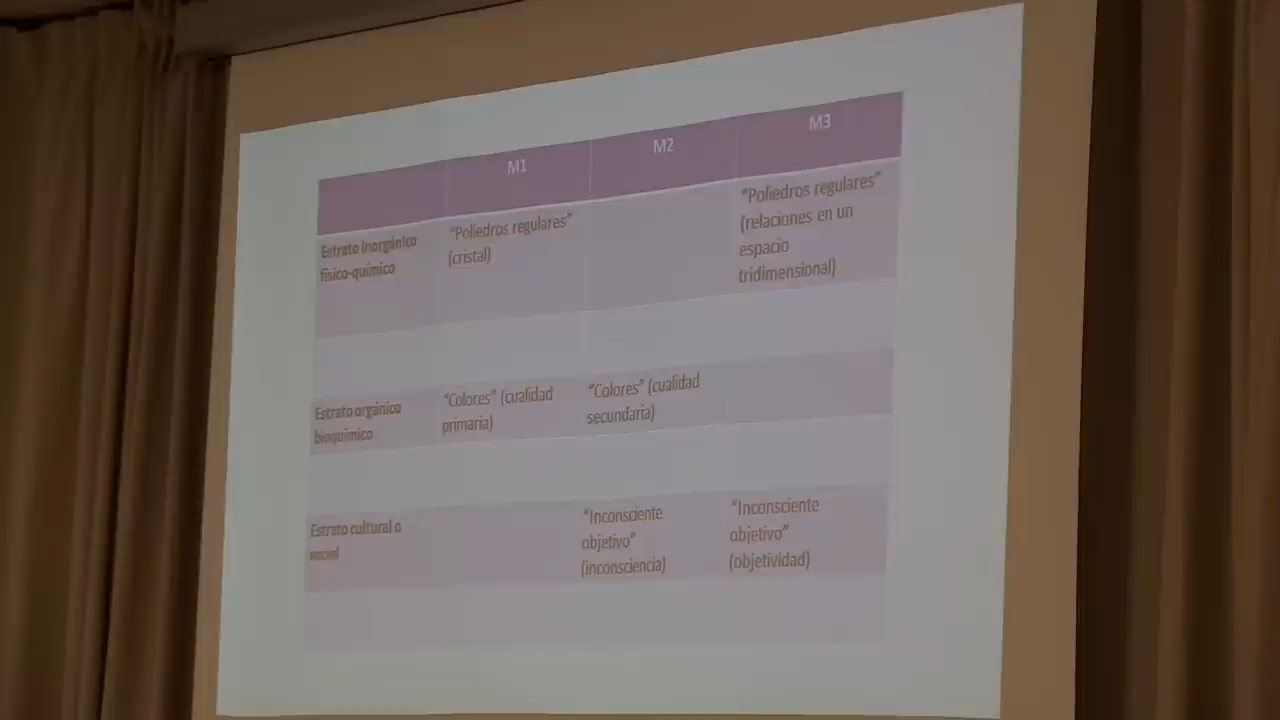 M1
M2
M3
Estrato inorgánico
físico-químico
"Poliedros regulares"
(cristal)
"Poliedros regulares"
(relaciones en un
espacio
tridimensional)
Estrato orgánico
bioquímico
"Colores" (cualidad
primaria)
"Colores" (cualidad
secundaria)
Estrato cultural o
social
"Inconsciente
objetivo"
(inconsciencia)
"Inconsciente
objetivo"
(objetividad)